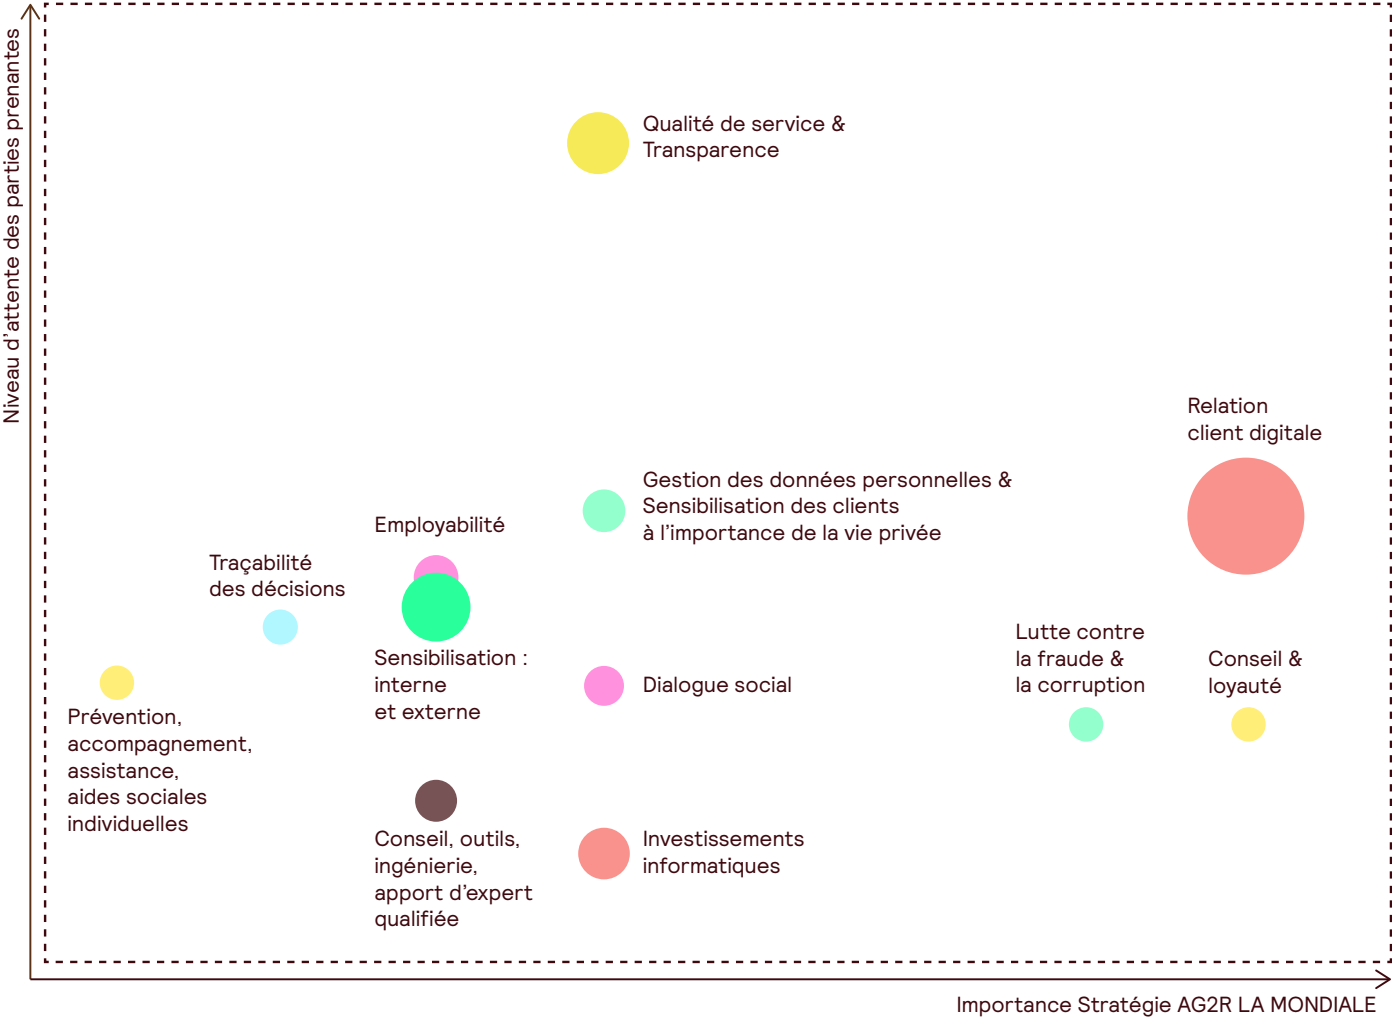 Niveau d'attente des parties prenantes
Qualité de service &
Transparence
Relation
client digitale
Gestion des données personnelles &
Sensibilisation des clients
à l'importance de la vie privée
Employabilité
Traçabilité
des décisions
Sensibilisation :
interne
et externe
Dialogue social
Lutte contre
la fraude &
la corruption
Conseil &
loyauté
Prévention,
accompagnement,
assistance,
aides sociales
individuelles
Conseil, outils,
ingénierie,
apport d'expert
qualifiée
Investissements
informatiques
Importance Stratégie AG2R LA MONDIALE